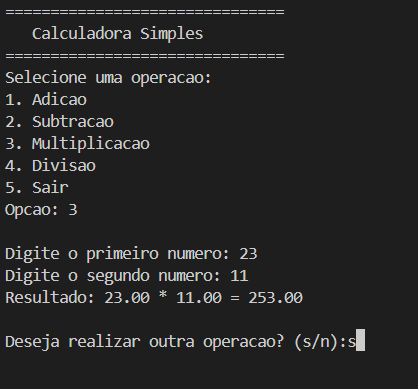 ===============================
Calculadora Simples
===============================
Selecione uma operacao:
1. Adicao
2. Subtracao
3. Multiplicacao
4. Divisao
5. Sair
Opcao: 3
Digite o primeiro numero: 23
Digite o segundo numero: 11
Resultado: 23.00 * 11.00 = 253.00
Deseja realizar outra operacao? (s/n):s